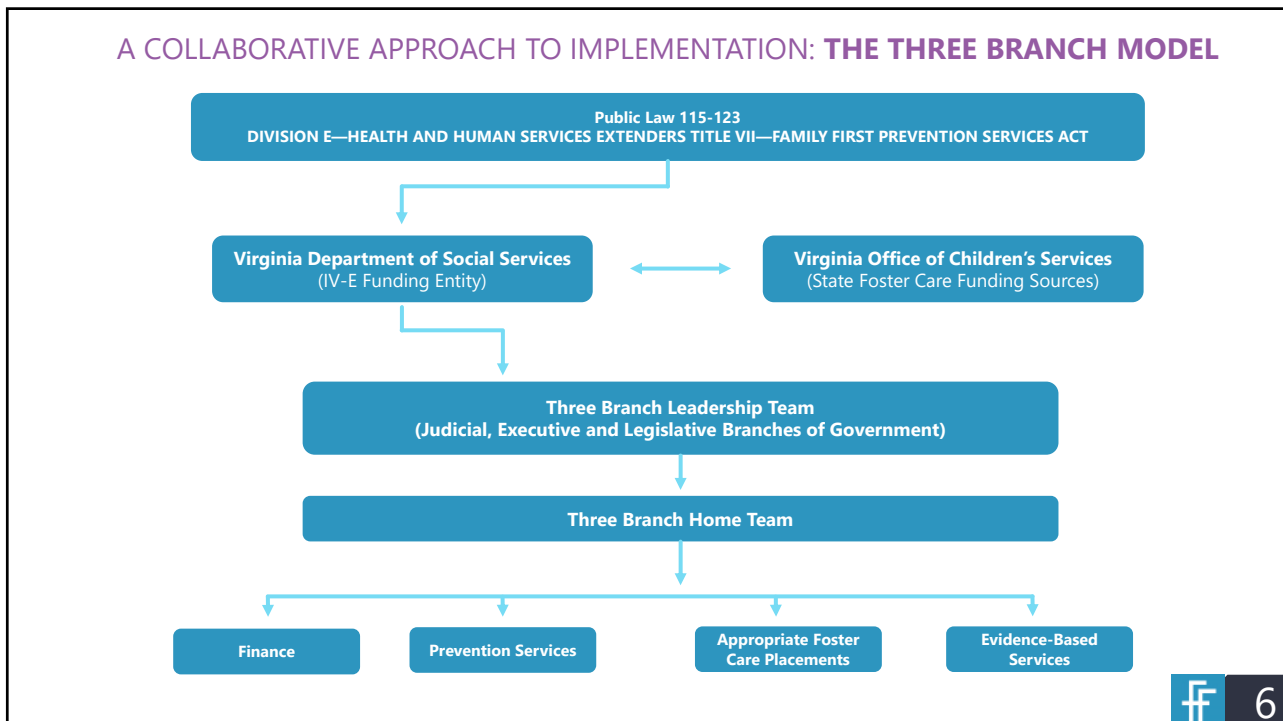 A COLLABORATIVE APPROACH TO IMPLEMENTATION: THE THREE BRANCH MODEL
Public Law 115-123
DIVISION E—HEALTH AND HUMAN SERVICES EXTENDERS TITLE VII—FAMILY FIRST PREVENTION SERVICES ACT
Virginia Department of Social Services
(IV-E Funding Entity)
Virginia Office of Children's Services
(State Foster Care Funding Sources)
Three Branch Leadership Team
(Judicial, Executive and Legislative Branches of Government)
Three Branch Home Team
Finance
Prevention Services
Appropriate Foster
Care Placements
Evidence-Based
Services
6